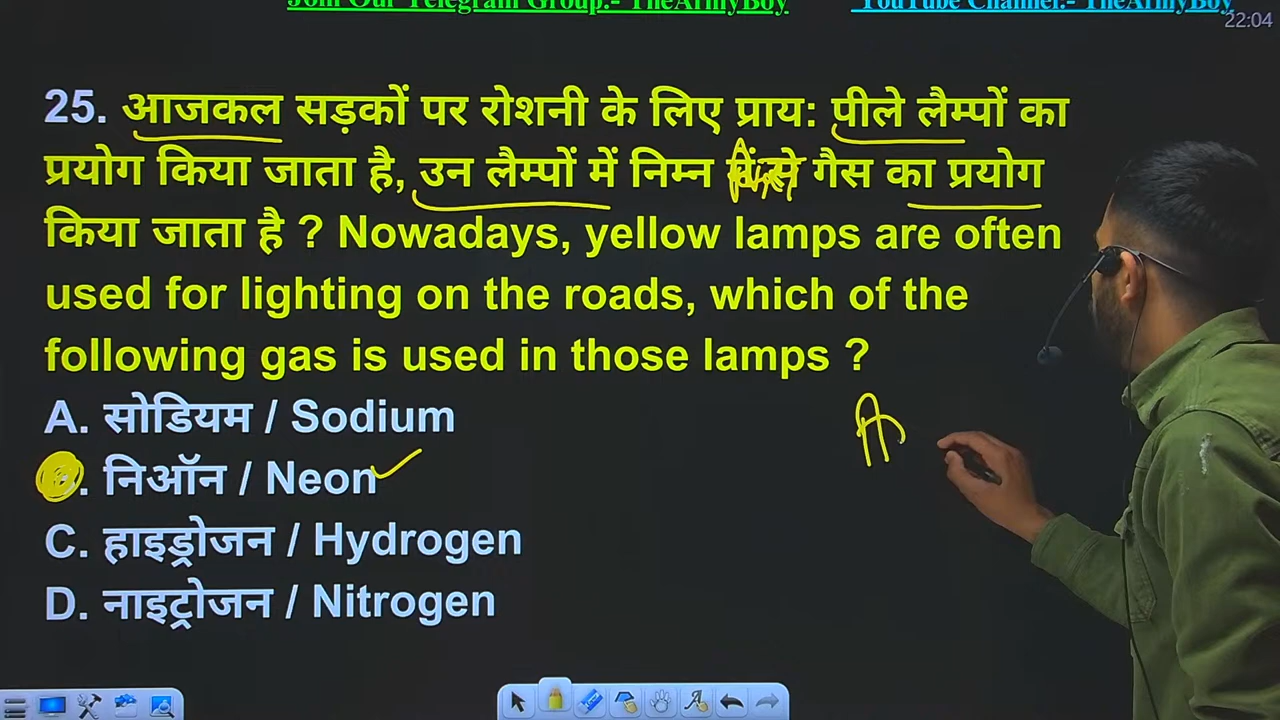 Join Our Telegram Group:- TheArmyBoy YouTube Channel:- TheArmyBoy
22:04
25. आजकल सड़कों पर रोशनी के लिए प्राय: पीले लैम्पों का
प्रयोग किया जाता है, उन लैम्पों में निम्न गैस का प्रयोग
किया जाता है ? Nowadays, yellow lamps are often
used for lighting on the roads, which of the
following gas is used in those lamps ?
A. सोडियम / Sodium
. निऑन / Neon
C. हाइड्रोजन / Hydrogen
D. नाइट्रोजन / Nitrogen